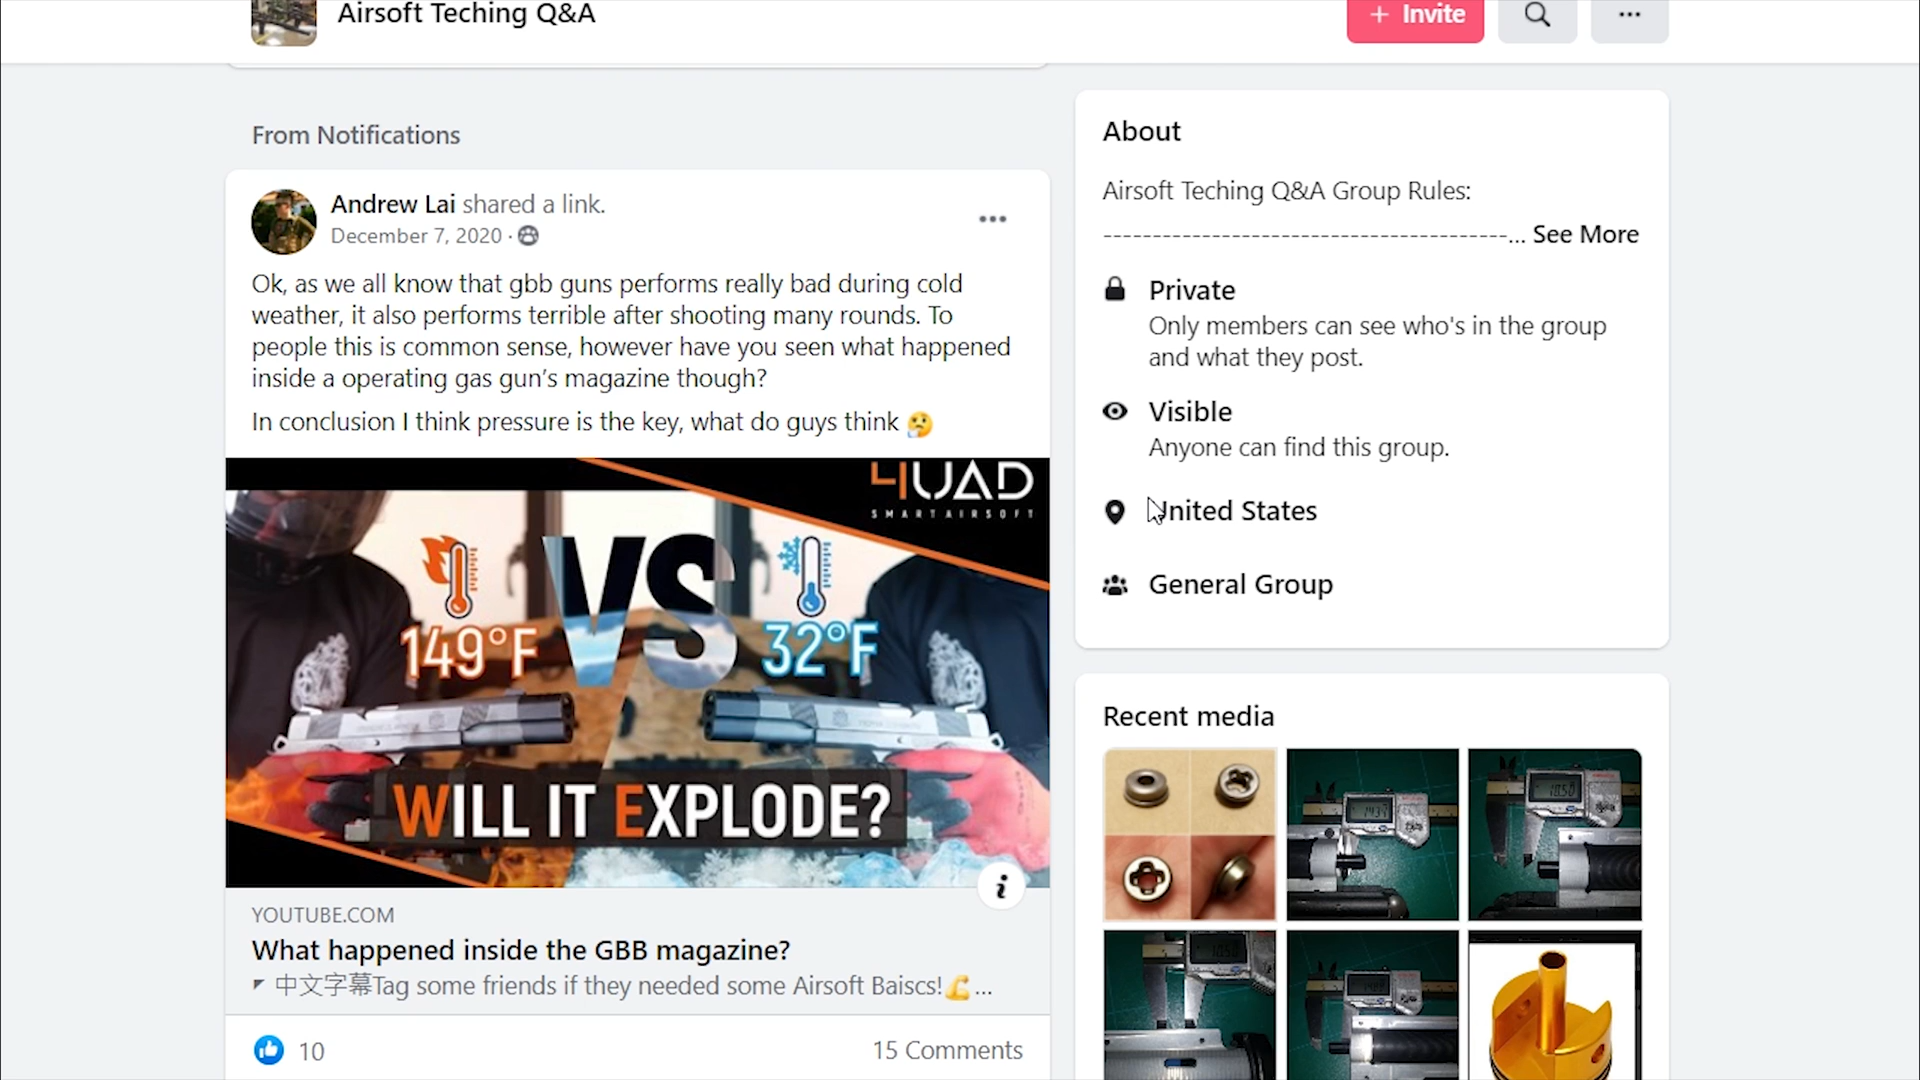 Airsoft Teching Q&A
+ Invite
From Notifications
Andrew Lai shared a link.
December 7, 2020 ·
Ok, as we all know that gbb guns performs really bad during cold
weather, it also performs terrible after shooting many rounds. To
people this is common sense, however have you seen what happened
inside a operating gas gun’s magazine though?
In conclusion I think pressure is the key, what do guys think 🤔
4UAD
SMARTAIRSOFT
149°F VS 32°F
WILL IT EXPLODE?
YOUTUBE.COM
What happened inside the GBB magazine?
◤ 中文字幕Tag some friends if they needed some Airsoft Baiscs!💪...
10
15 Comments
About
Airsoft Teching Q&A Group Rules:
-----------------------------------------... See More
Private
Only members can see who's in the group
and what they post.
Visible
Anyone can find this group.
United States
General Group
Recent media